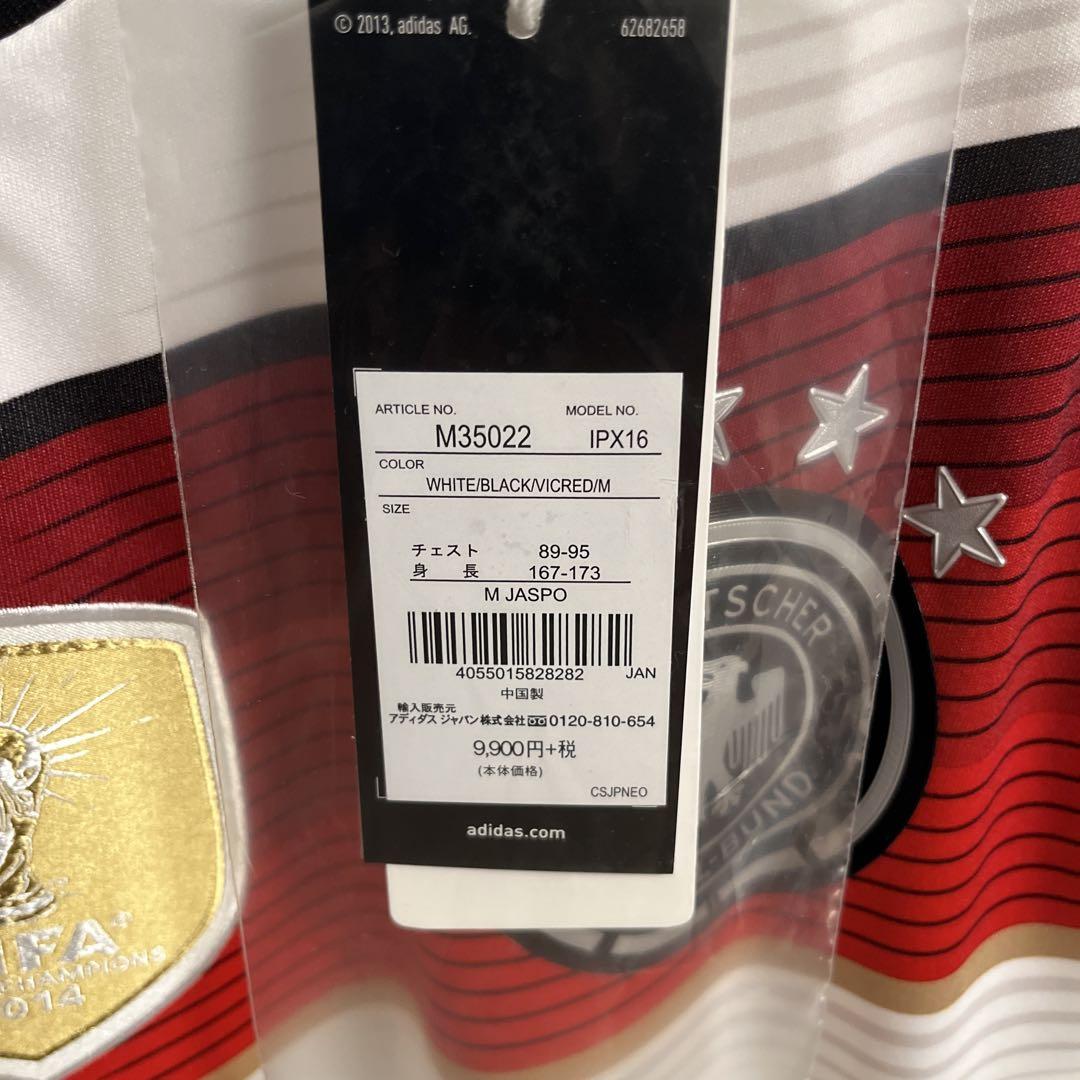 © 2013, adidas AG.
62682658
ARTICLE NO. MODEL NO.
M35022 IPX16
COLOR
WHITE/BLACK/VICRED/M
SIZE
チェスト 89-95
身 長 167-173
M JASPO
4055015828282 JAN
中国製
輸入販売元
アディダス ジャパン株式会社 0120-810-654
9,900円+税
(本体価格)
CSJPNEO
adidas.com
TSCHER
BUND
IFA
CHAMPIONS
2014